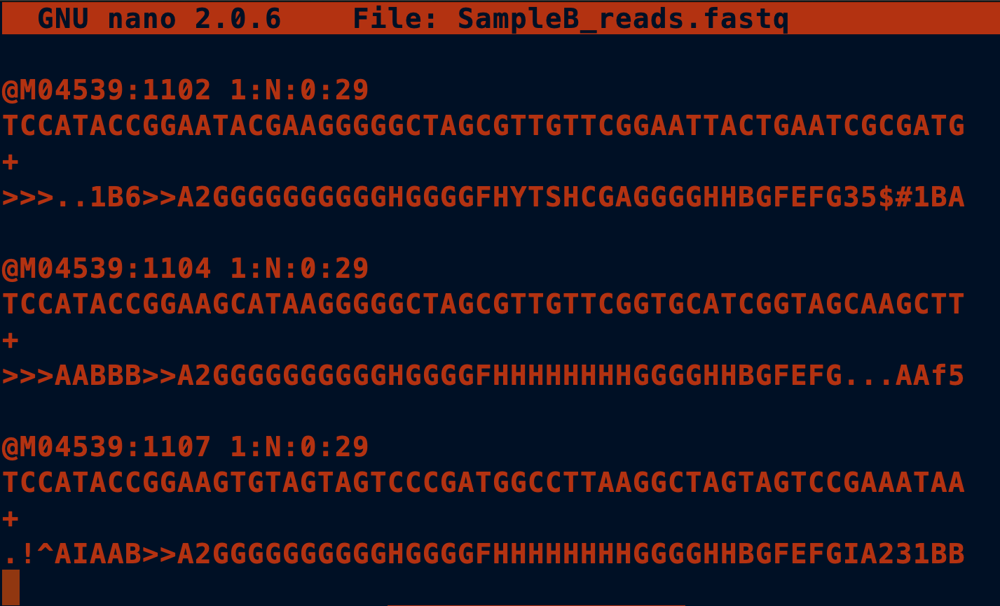 GNU nano 2.0.6 File: SampleB_reads.fastq
@M04539:1102 1:N:0:29
TCCATACCGGAATACGAAGGGGGCTAGCGTTGTTCGGAATTACTGAATCGCGATG
+
>>>..1B6>>A2GGGGGGGGGGHGGGGFHYTSHCGAGGGGHHBGFEFG35$#1BA
@M04539:1104 1:N:0:29
TCCATACCGGAAGCATAAGGGGGCTAGCGTTGTTCGGTGCATCGGTAGCAAGCTT
+
>>>AABBB>>A2GGGGGGGGGGHGGGGFHHHHHHHHGGGGHHBGFEFG...AAf5
@M04539:1107 1:N:0:29
TCCATACCGGAAGTGTAGTAGTCCCGATGGCCTTAAGGCTAGTAGTCCGAAATAA
+
.!^AIAAB>>A2GGGGGGGGGGHGGGGFHHHHHHHHGGGGHHBGFEFGIA231BB